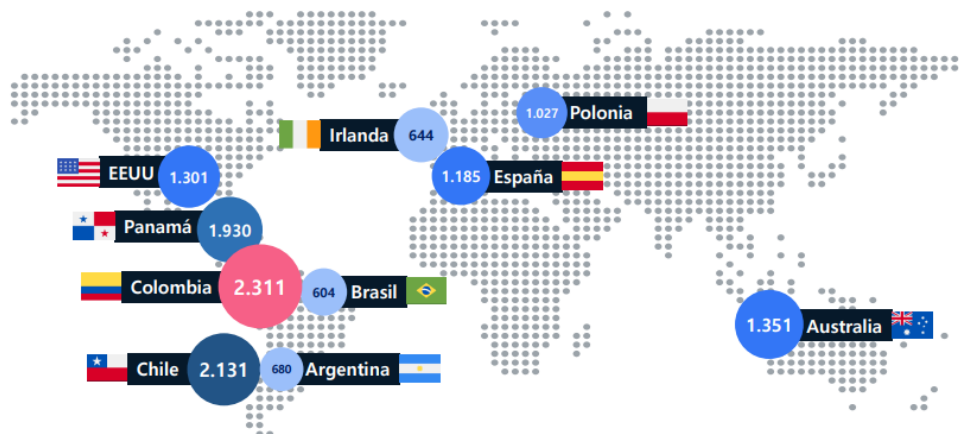 1.027 Polonia
Irlanda 644
EEUU 1.301
1.185 España
Panamá 1.930
Colombia 2.311
604 Brasil
1.351 Australia
Chile 2.131
680 Argentina